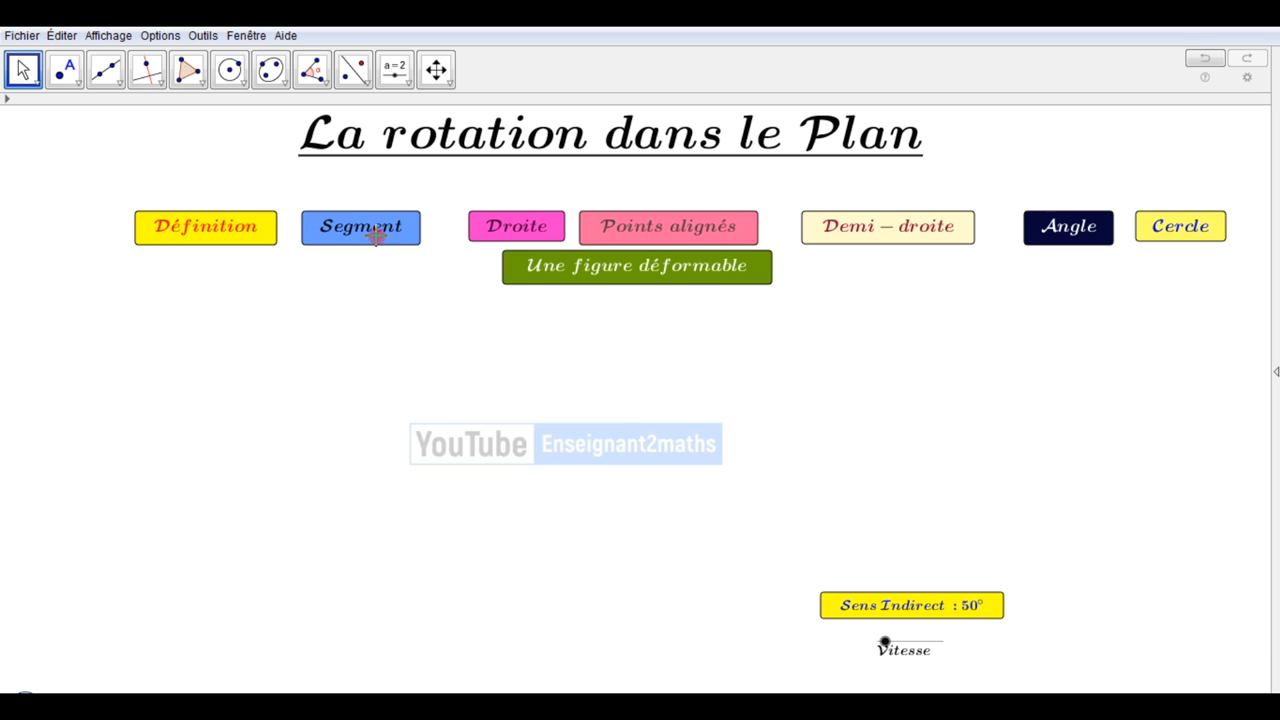 Fichier Éditer Affichage Options Outils Fenêtre Aide
A a=2
La rotation dans le Plan
Définition Segment Droite Points alignés Demi-droite Angle Cercle
Une figure déformable
YouTube Enseignant2maths
Sens Indirect : 50°
Vitesse